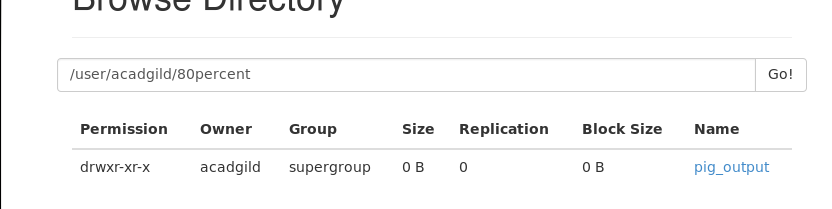 Browse Directory
/user/acadgild/80percent Go!
Permission Owner Group Size Replication Block Size Name
drwxr-xr-x acadgild supergroup 0 B 0 0 B pig_output